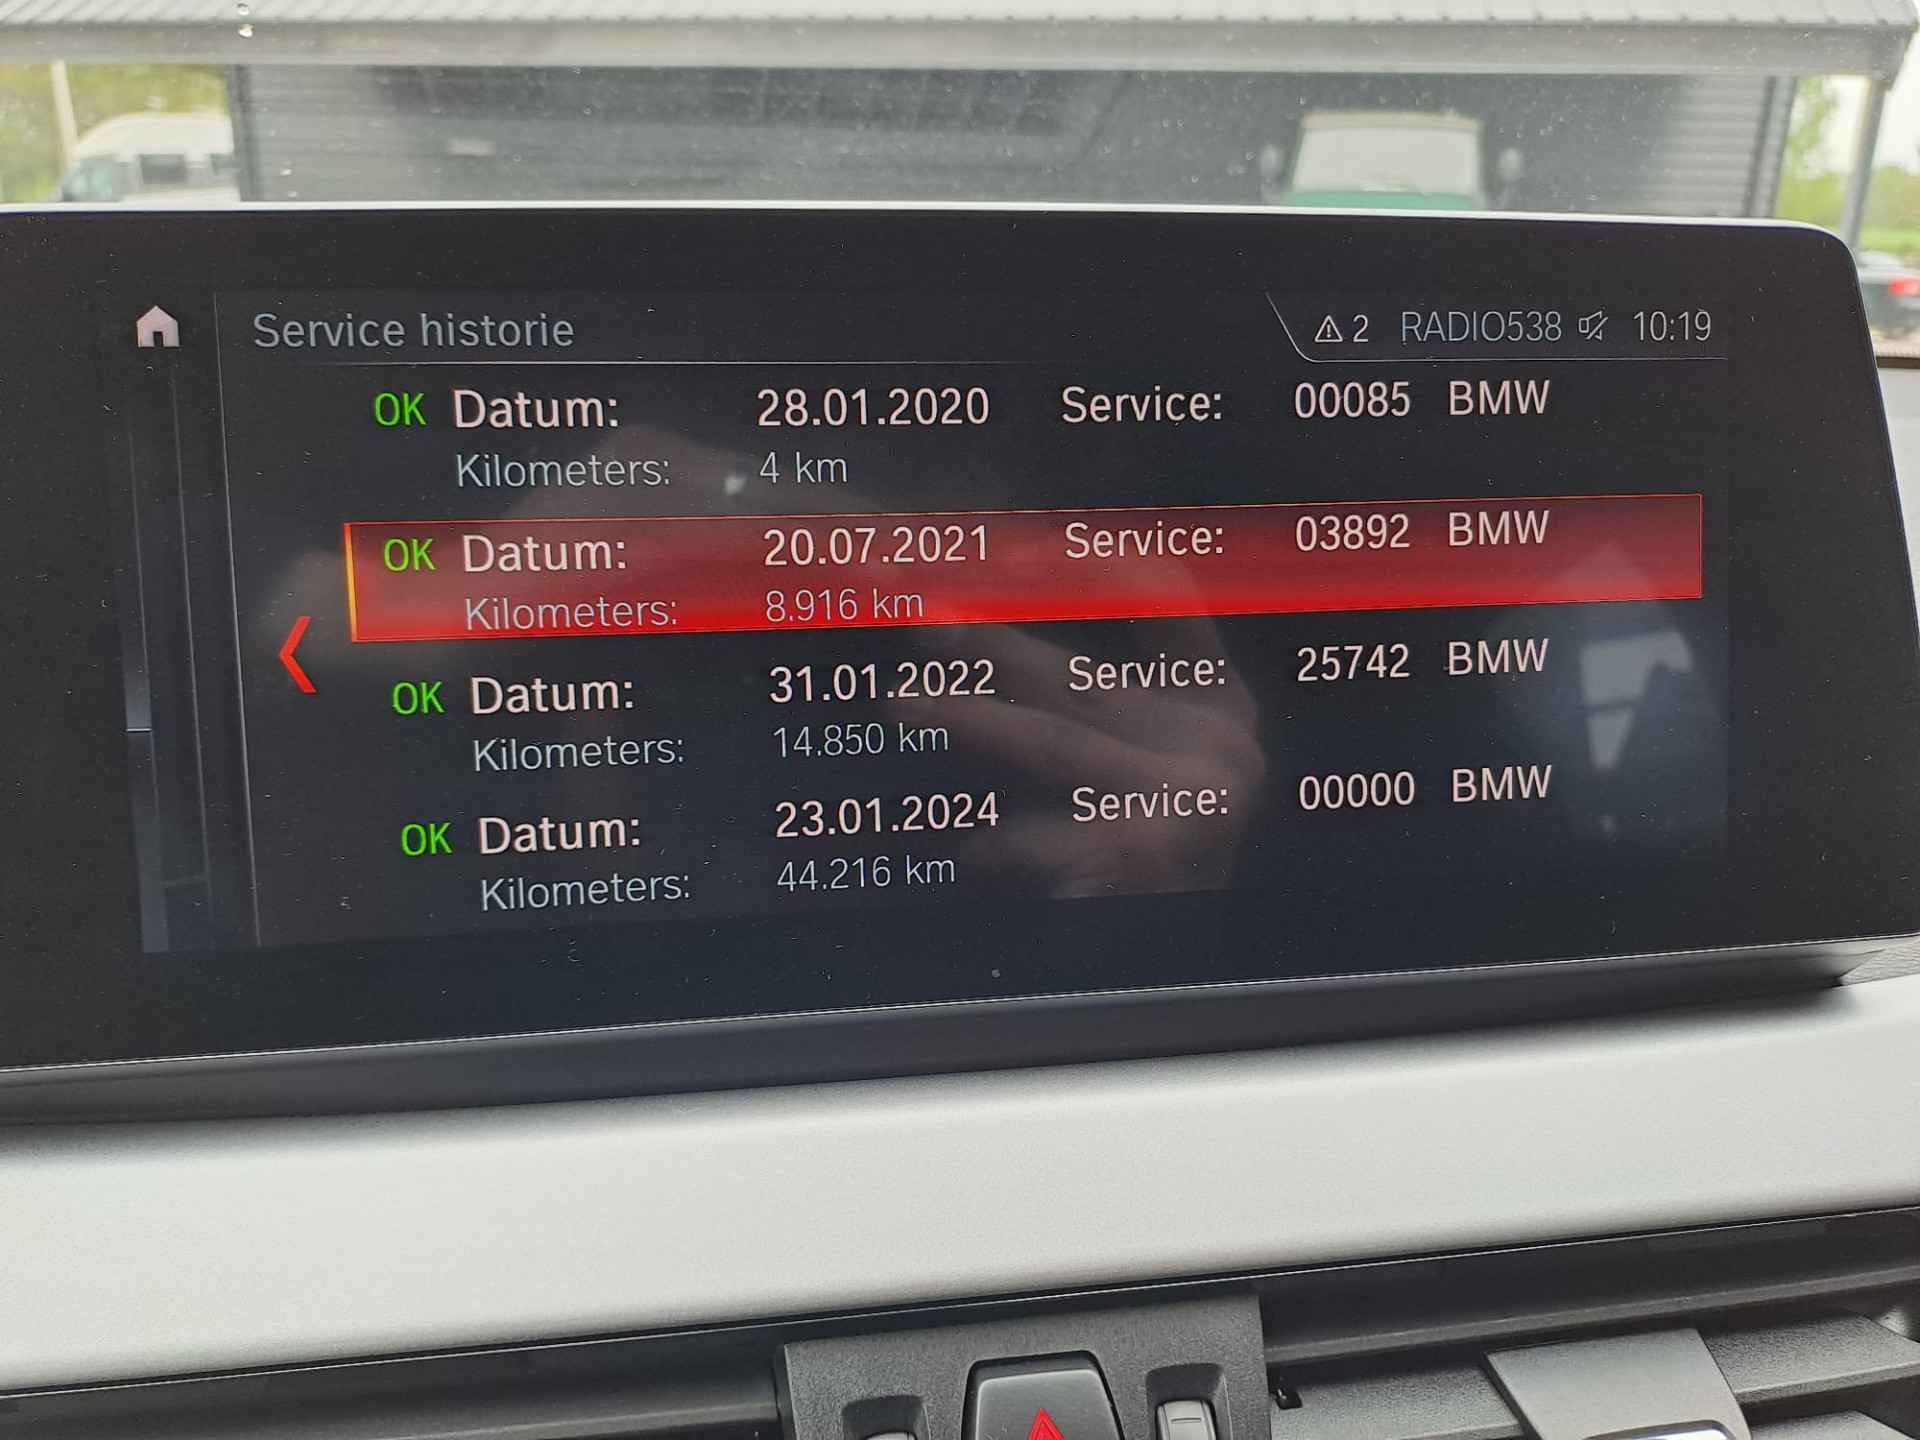 Service historie
2 RADIO538 10:19
OK Datum: 28.01.2020 Service: 00085 BMW
Kilometers: 4 km
OK Datum: 20.07.2021 Service: 03892 BMW
Kilometers: 8.916 km
OK Datum: 31.01.2022 Service: 25742 BMW
Kilometers: 14.850 km
OK Datum: 23.01.2024 Service: 00000 BMW
Kilometers: 44.216 km